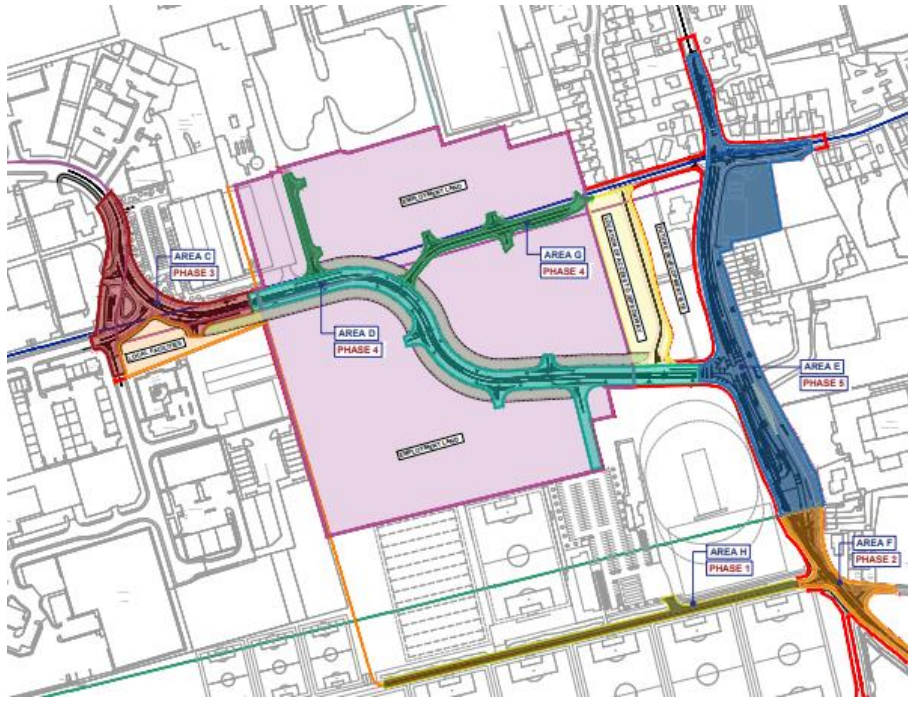 EMPLOYMENT LAND
AREA C
PHASE 3
AREA G
PHASE 4
AREA D
PHASE 4
LOCAL FACILITIES
AREA E
PHASE 5
EMPLOYMENT LAND
AREA H
PHASE 1
AREA F
PHASE 2